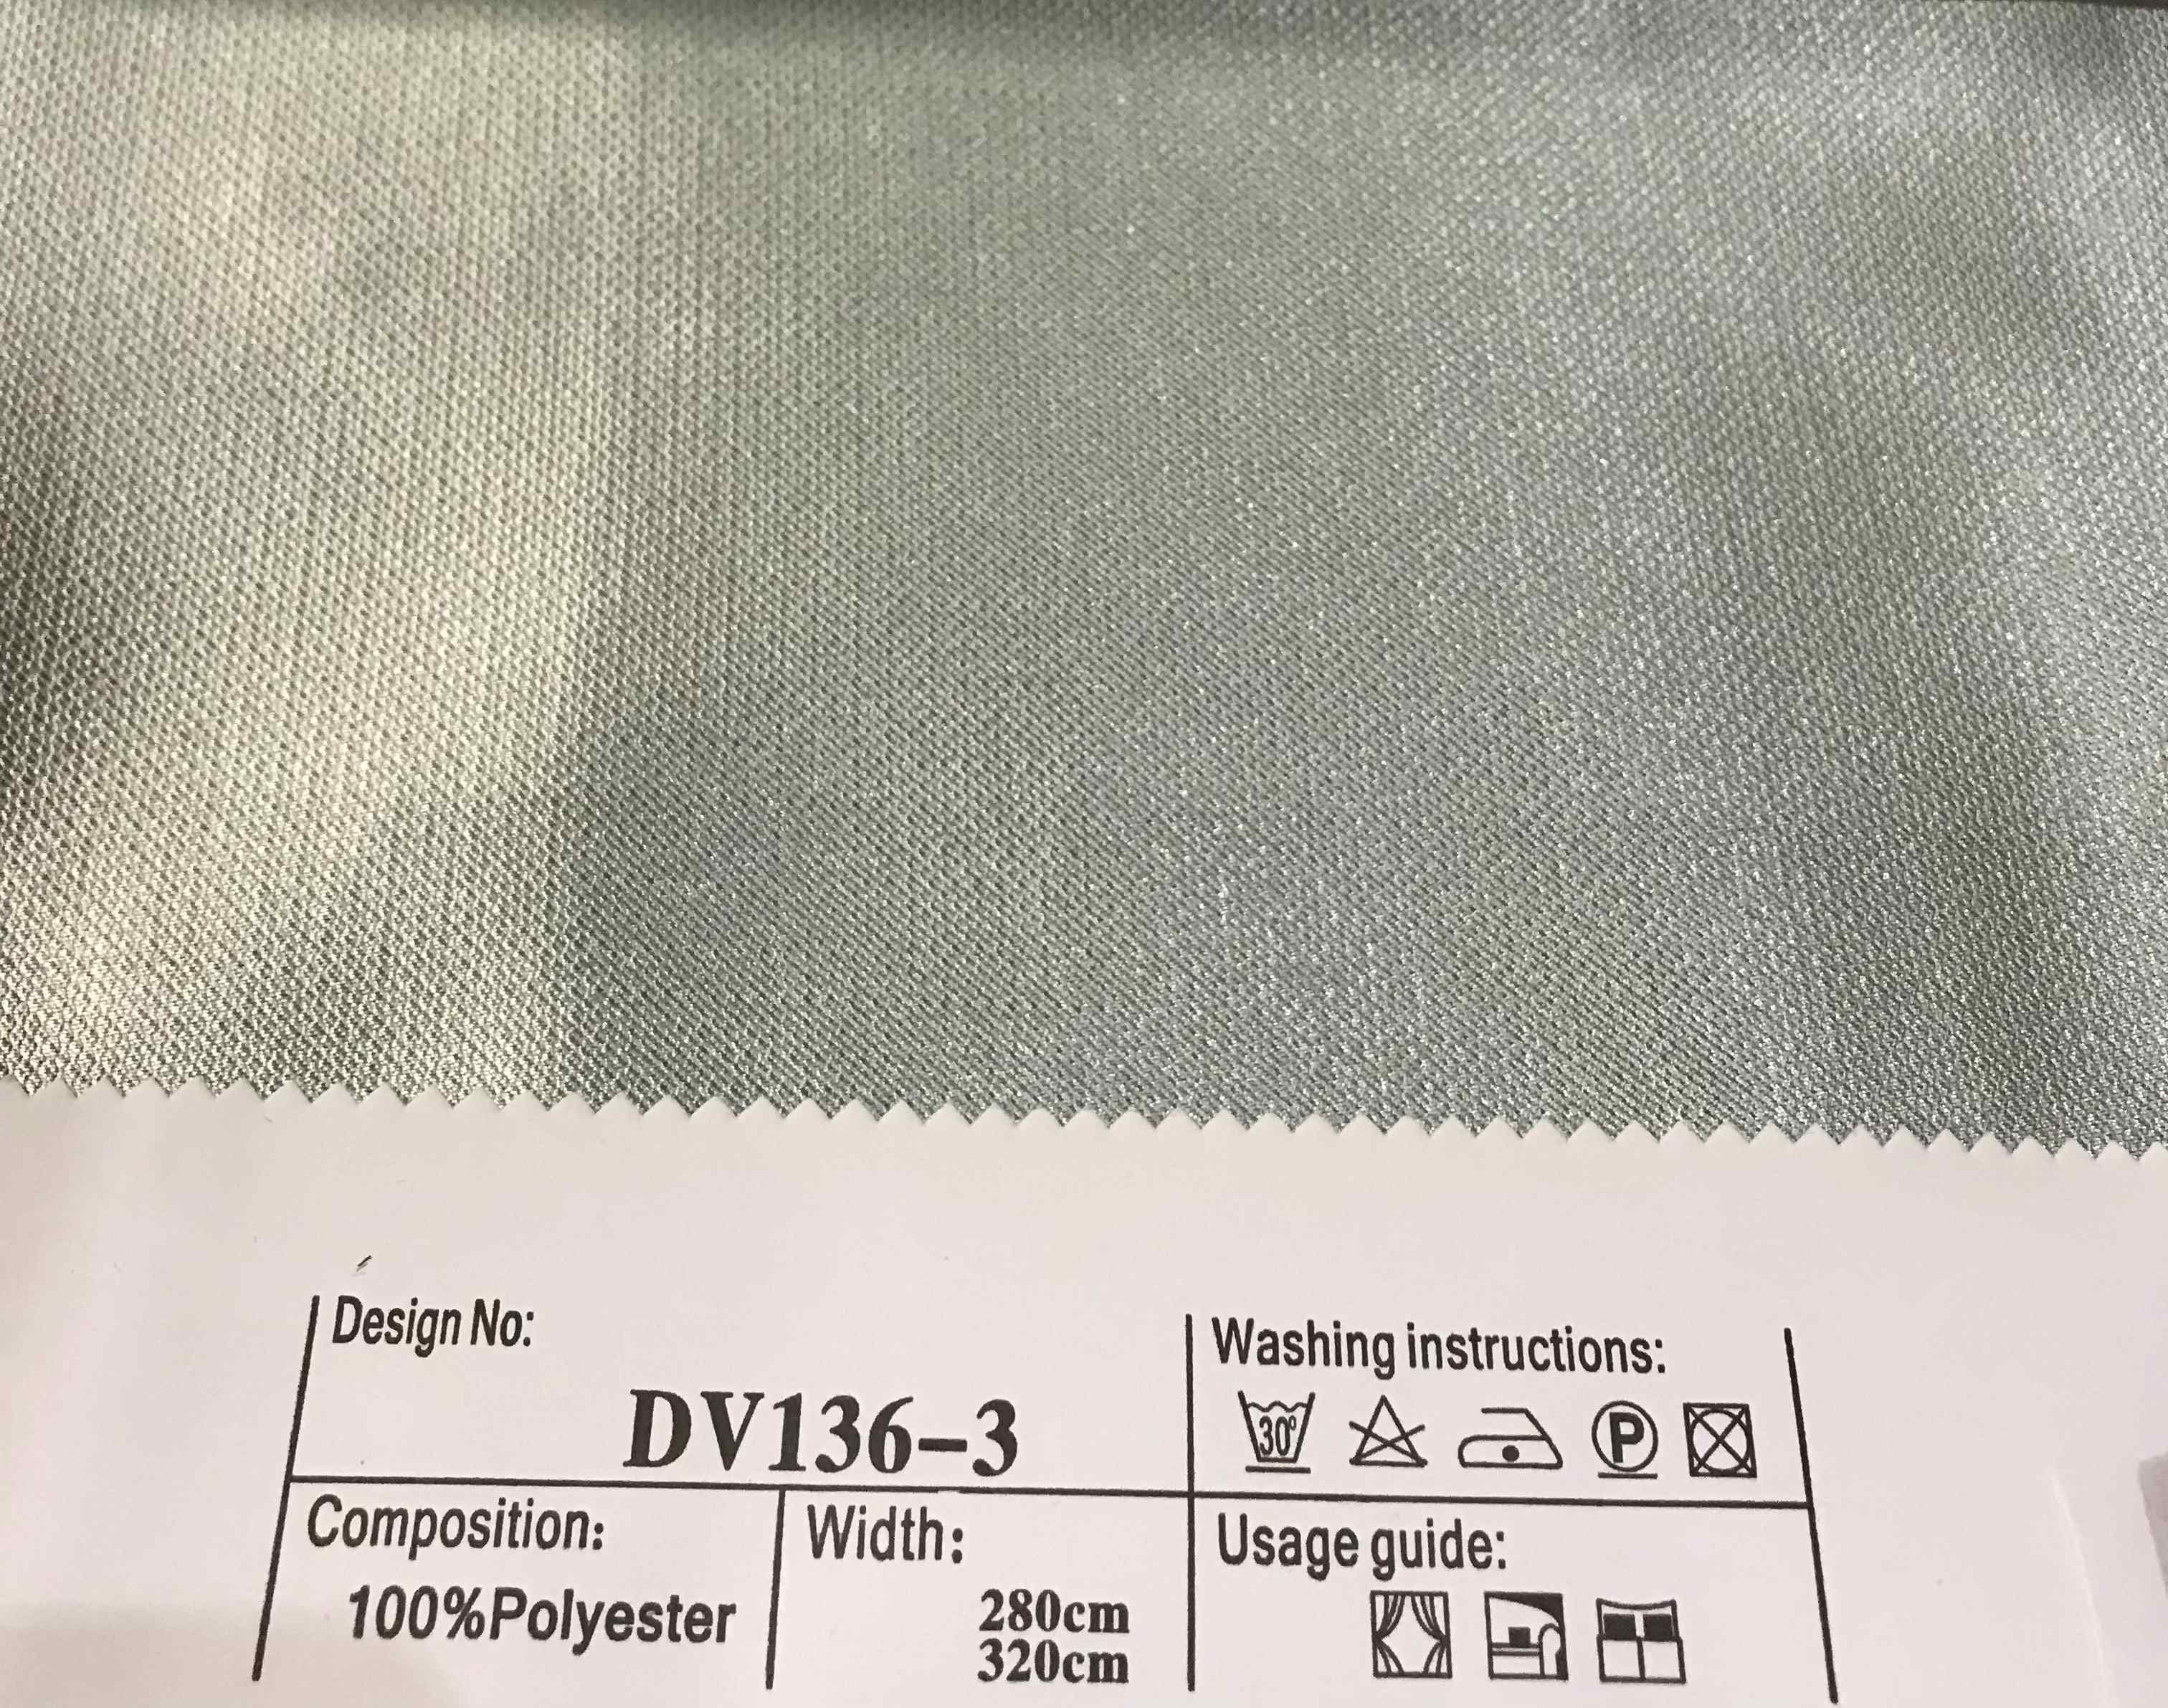 Design No:
DV136-3
Washing instructions:
30°
P
Composition:
100%Polyester
Width:
280cm
320cm
Usage guide: